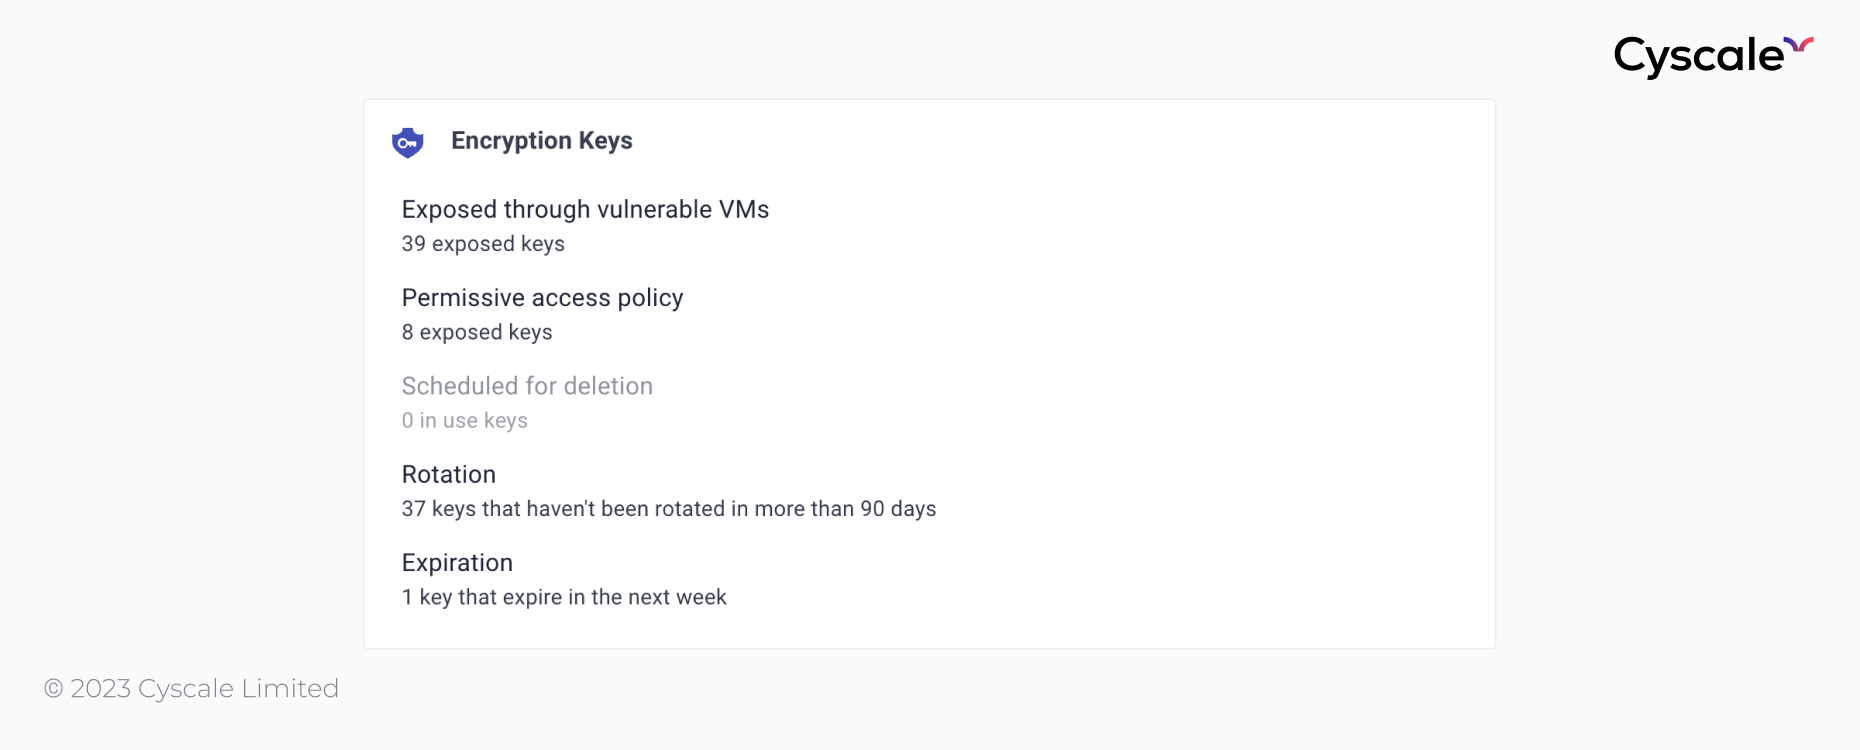 Cyscale
Encryption Keys
Exposed through vulnerable VMs
39 exposed keys
Permissive access policy
8 exposed keys
Scheduled for deletion
0 in use keys
Rotation
37 keys that haven't been rotated in more than 90 days
Expiration
1 key that expire in the next week
© 2023 Cyscale Limited